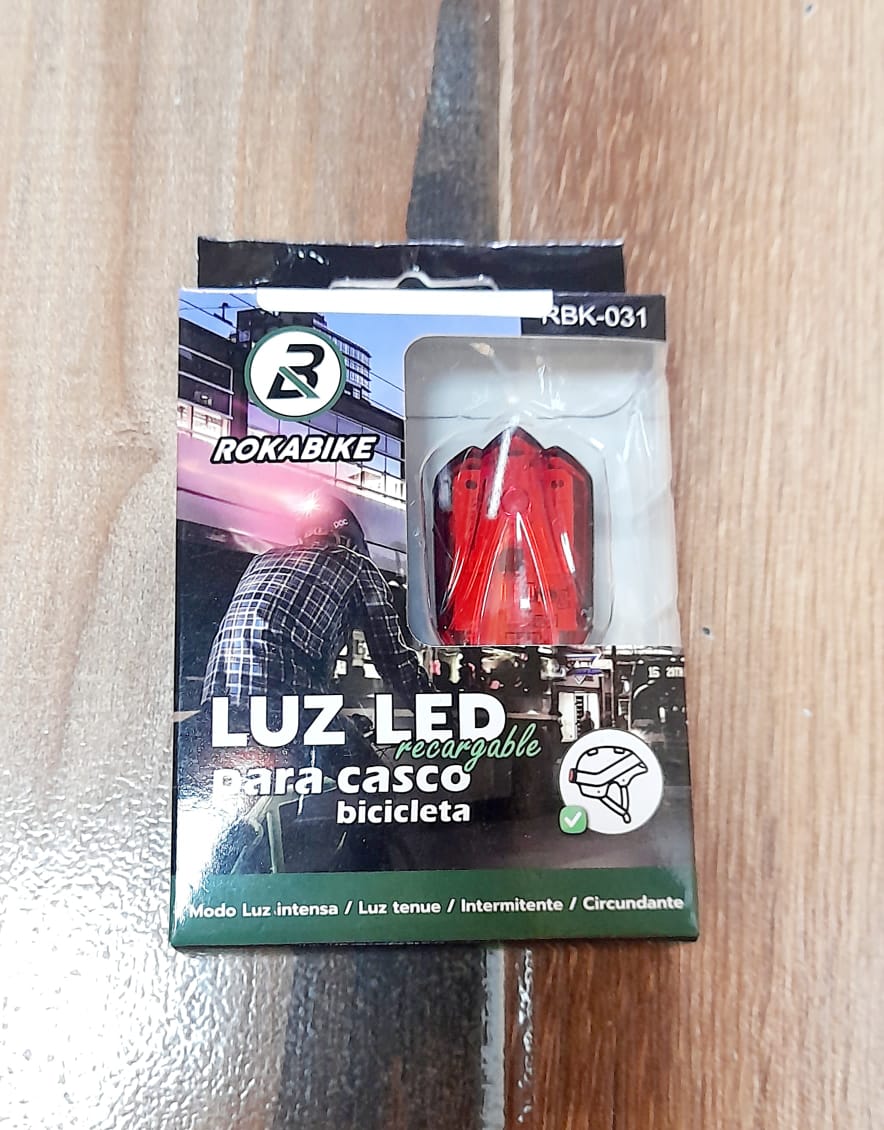 RBK-031
ROKABIKE
LUZ LED
recargable
para casco
bicicleta
Modo Luz intensa / Luz tenue / Intermitente / Circundante